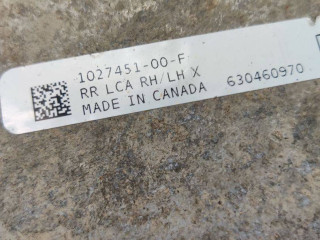 1027451-00-F
RR LCA RH/LH X
MADE IN CANADA 630460970